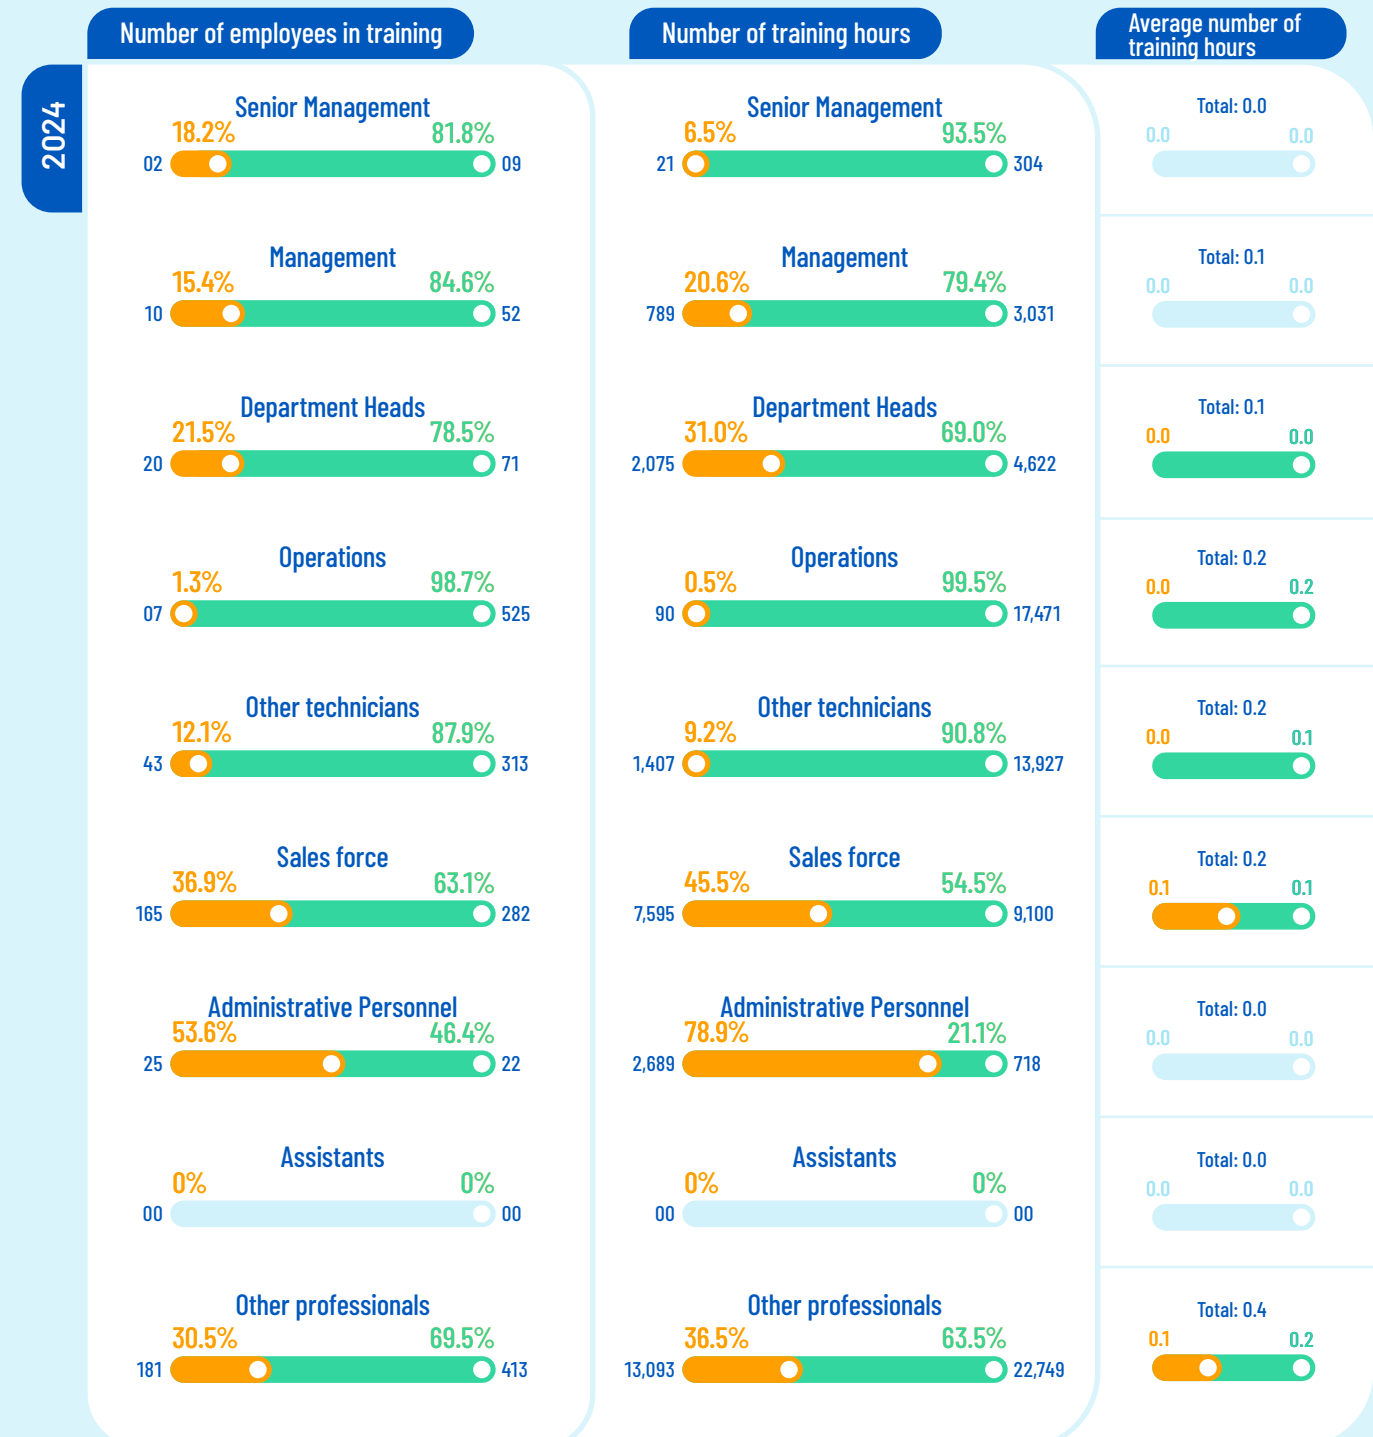 Number of employees in training
Number of training hours
Average number of
training hours
2024
Senior Management
18.2% 81.8%
02 09
Senior Management
6.5% 93.5%
21 304
Total: 0.0
0.0 0.0
Management
15.4% 84.6%
10 52
Management
20.6% 79.4%
789 3,031
Total: 0.1
0.0 0.0
Department Heads
21.5% 78.5%
20 71
Department Heads
31.0% 69.0%
2,075 4,622
Total: 0.1
0.0 0.0
Operations
1.3% 98.7%
07 525
Operations
0.5% 99.5%
90 17,471
Total: 0.2
0.0 0.2
Other technicians
12.1% 87.9%
43 313
Other technicians
9.2% 90.8%
1,407 13,927
Total: 0.2
0.0 0.1
Sales force
36.9% 63.1%
165 282
Sales force
45.5% 54.5%
7,595 9,100
Total: 0.2
0.1 0.1
Administrative Personnel
53.6% 46.4%
25 22
Administrative Personnel
78.9% 21.1%
2,689 718
Total: 0.0
0.0 0.0
Assistants
0% 0%
00 00
Assistants
0% 0%
00 00
Total: 0.0
0.0 0.0
Other professionals
30.5% 69.5%
181 413
Other professionals
36.5% 63.5%
13,093 22,749
Total: 0.4
0.1 0.2